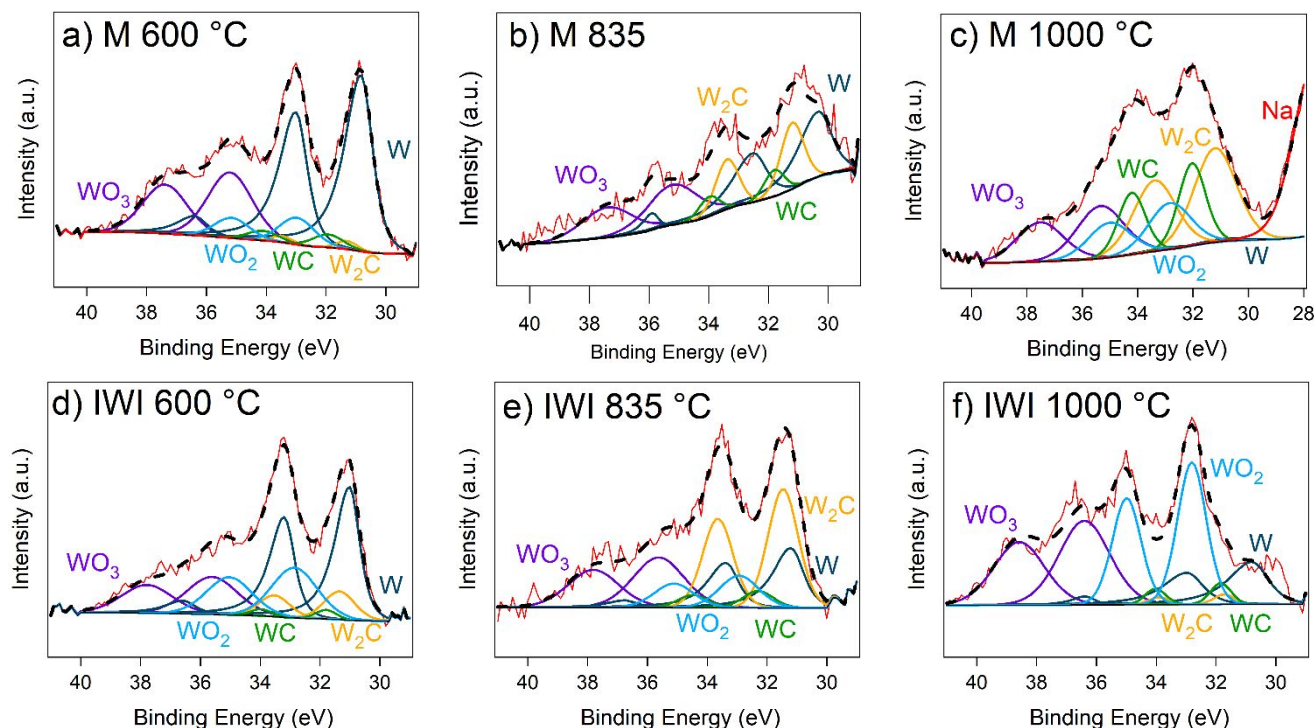 a) M 600 °C
Intensity (a.u.)
WO₃
WO₂
WC
W₂C
W
40 38 36 34 32 30
Binding Energy (eV)
b) M 835
Intensity (a.u.)
WO₃
W₂C
W
WC
40 38 36 34 32 30
Binding Energy (eV)
c) M 1000 °C
Intensity (a.u.)
Na
W₂C
WC
WO₃
WO₂
W
40 38 36 34 32 30 28
Binding Energy (eV)
d) IWI 600 °C
Intensity (a.u.)
WO₃
W
WO₂
WC
W₂C
40 38 36 34 32 30
Binding Energy (eV)
e) IWI 835 °C
Intensity (a.u.)
W₂C
WO₃
W
WO₂
WC
40 38 36 34 32 30
Binding Energy (eV)
f) IWI 1000 °C
Intensity (a.u.)
WO₂
WO₃
W
W₂C
WC
40 38 36 34 32 30
Binding Energy (eV)